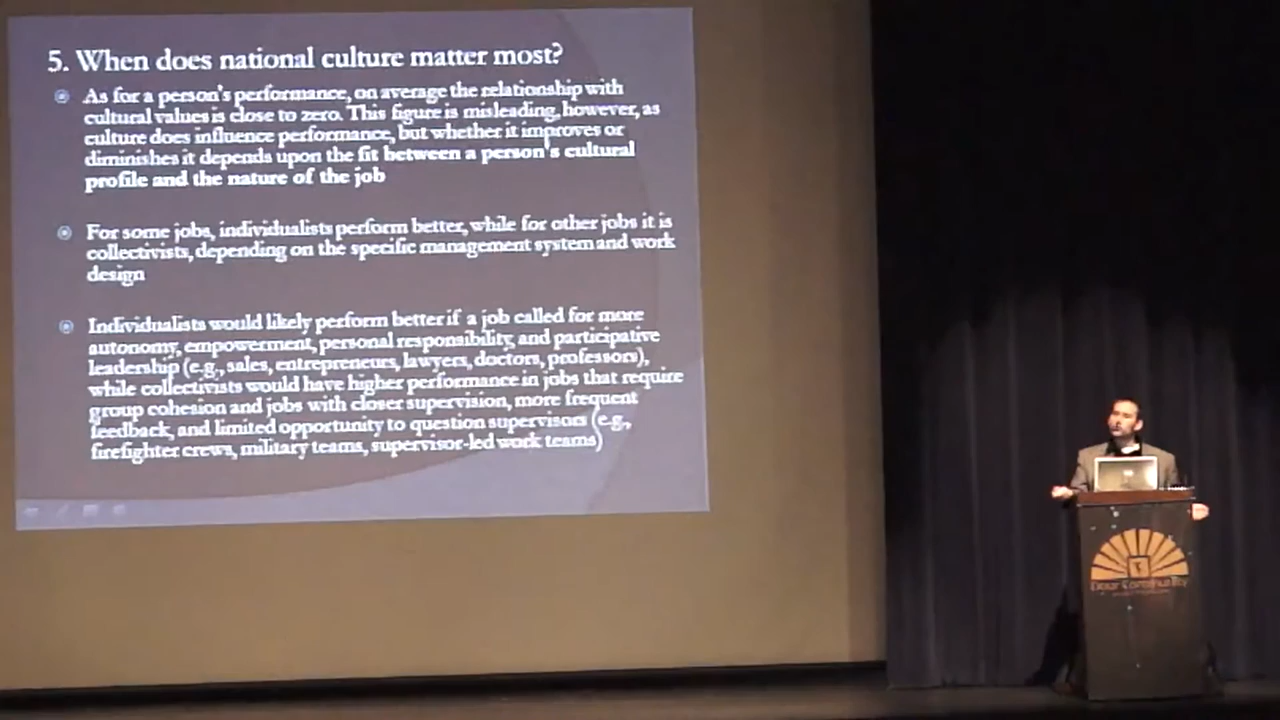 5. When does national culture matter most?
As for a person's performance, on average the relationship with
cultural values is close to zero. This figure is misleading, however, as
culture does influence performance, but whether it improves or
diminishes it depends upon the fit between a person's cultural
profile and the nature of the job
For some jobs, individualists perform better, while for other jobs it is
collectivists, depending on the specific management system and work
design
Individualists would likely perform better if a job called for more
autonomy, empowerment, personal responsibility, and participative
leadership (e.g., sales, entrepreneurs, lawyers, doctors, professors),
while collectivists would have higher performance in jobs that require
group cohesion and jobs with closer supervision, more frequent
feedback, and limited opportunity to question supervisors (e.g.,
firefighter crews, military teams, supervisor-led work teams)
Door Community